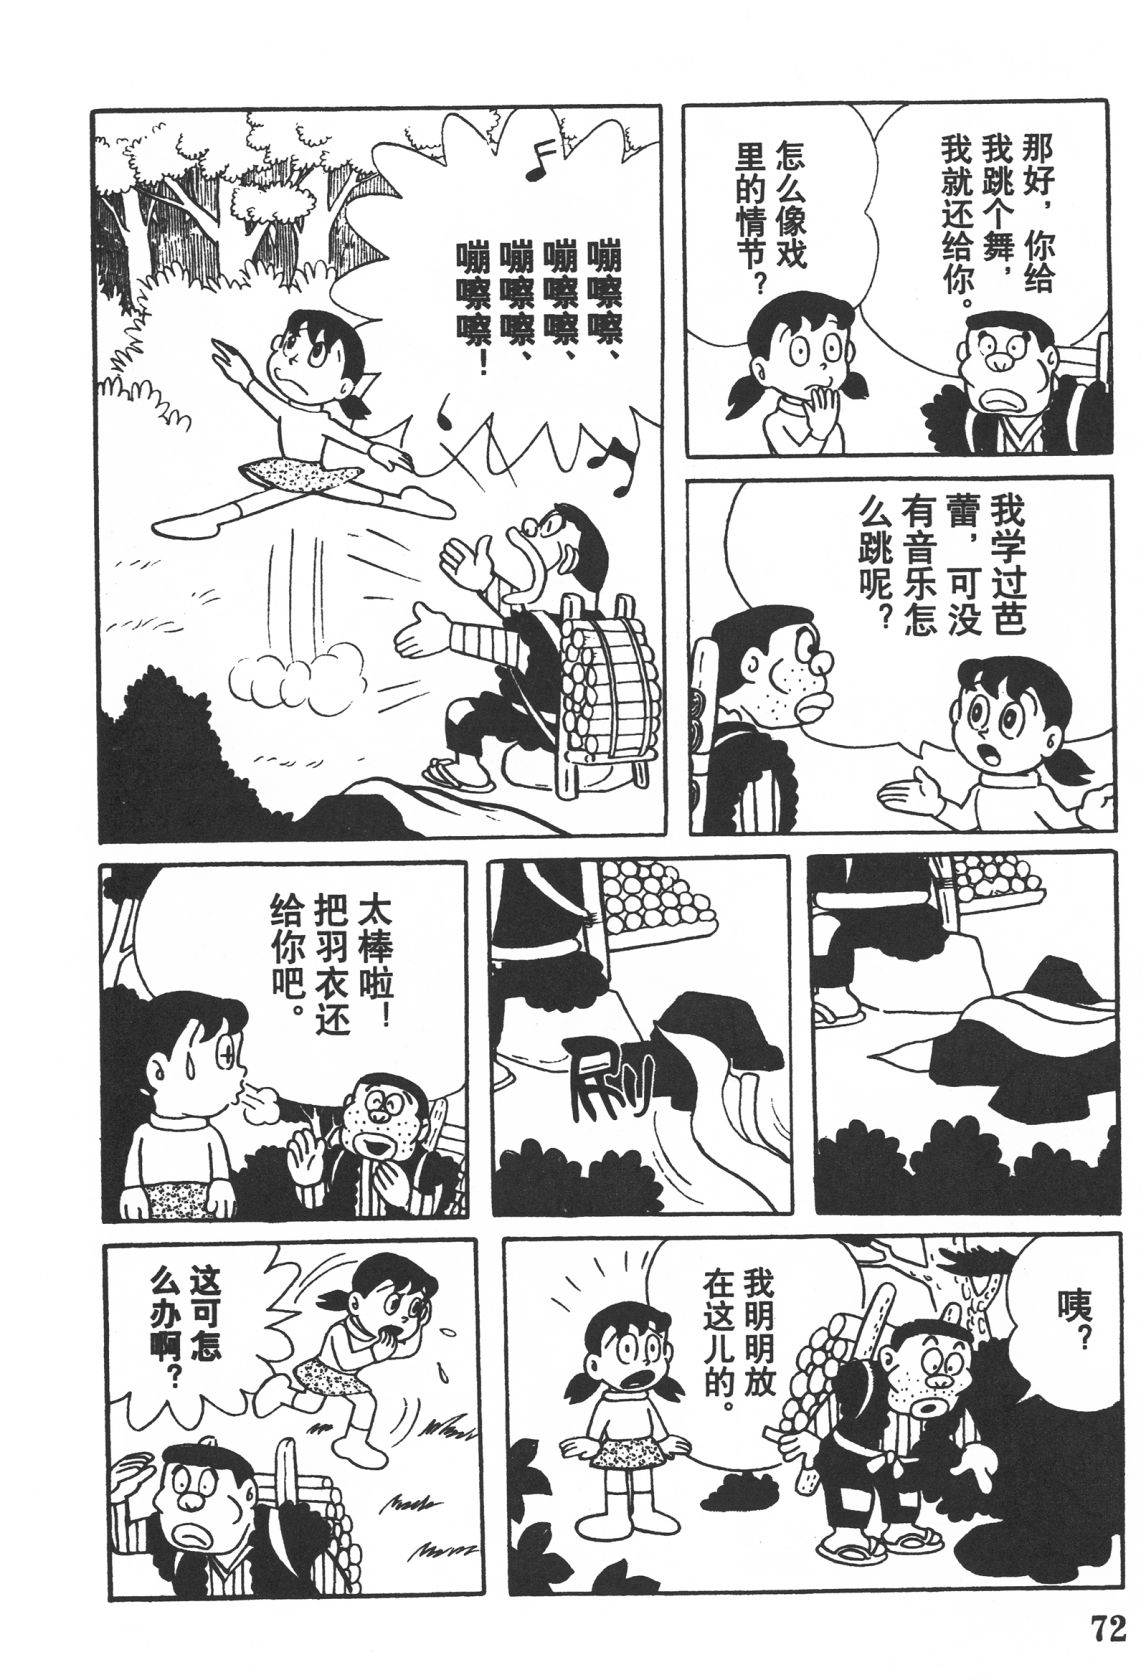 那好，你给
我跳个舞，
我就还给你。
怎么像戏
里的情节？
我学过芭
蕾，可没
有音乐怎
么跳呢？
嘣嚓嚓、
嘣嚓嚓、
嘣嚓嚓、
嘣嚓嚓！
刷
太棒啦！
把羽衣还
给你吧。
咦？
我明明放
在这儿的。
这可怎
么办啊？
72